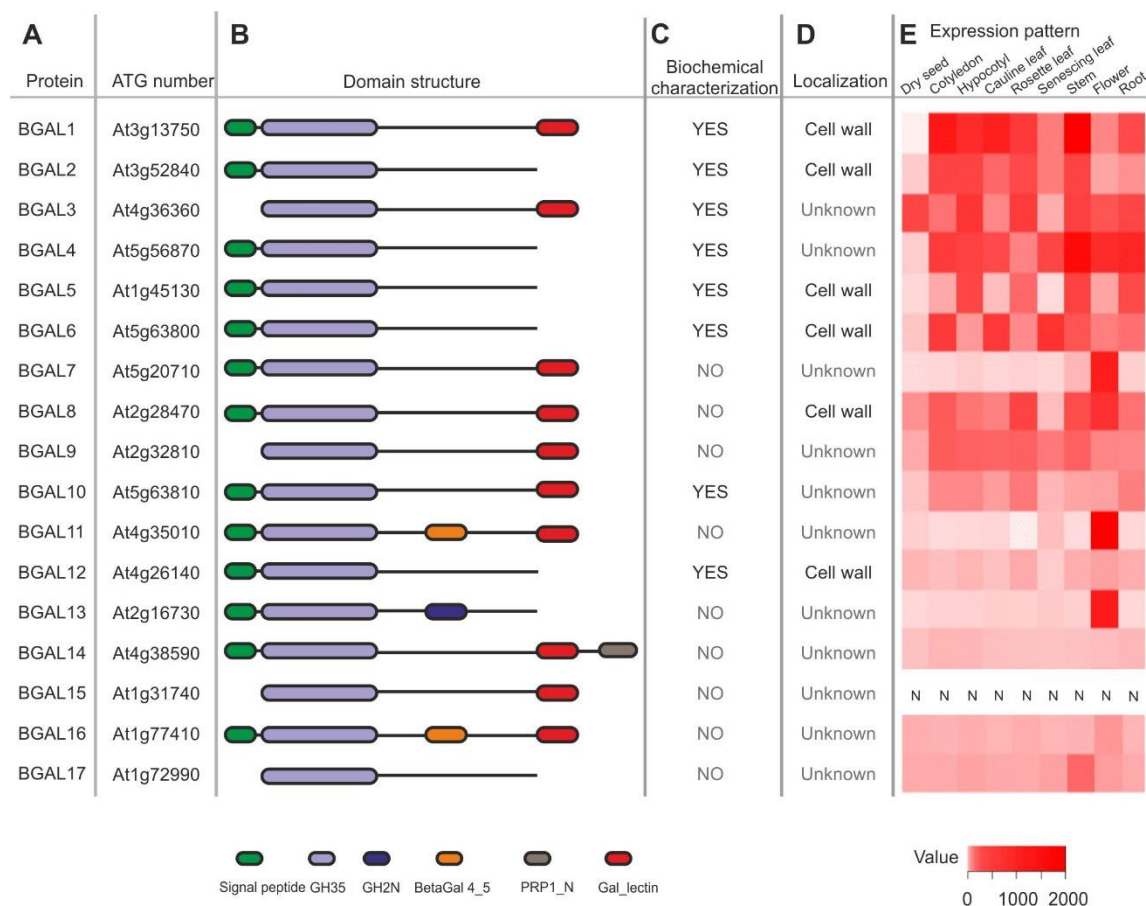 A B C D E Expression pattern
Protein ATG number Domain structure Biochemical characterization Localization Dry seed Cotyledon Hypocotyl Cauline leaf Rosette leaf Senescing leaf Stem Flower Root
BGAL1 At3g13750 YES Cell wall
BGAL2 At3g52840 YES Cell wall
BGAL3 At4g36360 YES Unknown
BGAL4 At5g56870 YES Unknown
BGAL5 At1g45130 YES Cell wall
BGAL6 At5g63800 YES Cell wall
BGAL7 At5g20710 NO Unknown
BGAL8 At2g28470 NO Cell wall
BGAL9 At2g32810 NO Unknown
BGAL10 At5g63810 YES Unknown
BGAL11 At4g35010 NO Unknown
BGAL12 At4g26140 YES Cell wall
BGAL13 At2g16730 NO Unknown
BGAL14 At4g38590 NO Unknown
BGAL15 At1g31740 NO Unknown N N N N N N N N N
BGAL16 At1g77410 NO Unknown
BGAL17 At1g72990 NO Unknown
Signal peptide GH35 GH2N BetaGal 4_5 PRP1_N Gal_lectin
Value
0 1000 2000